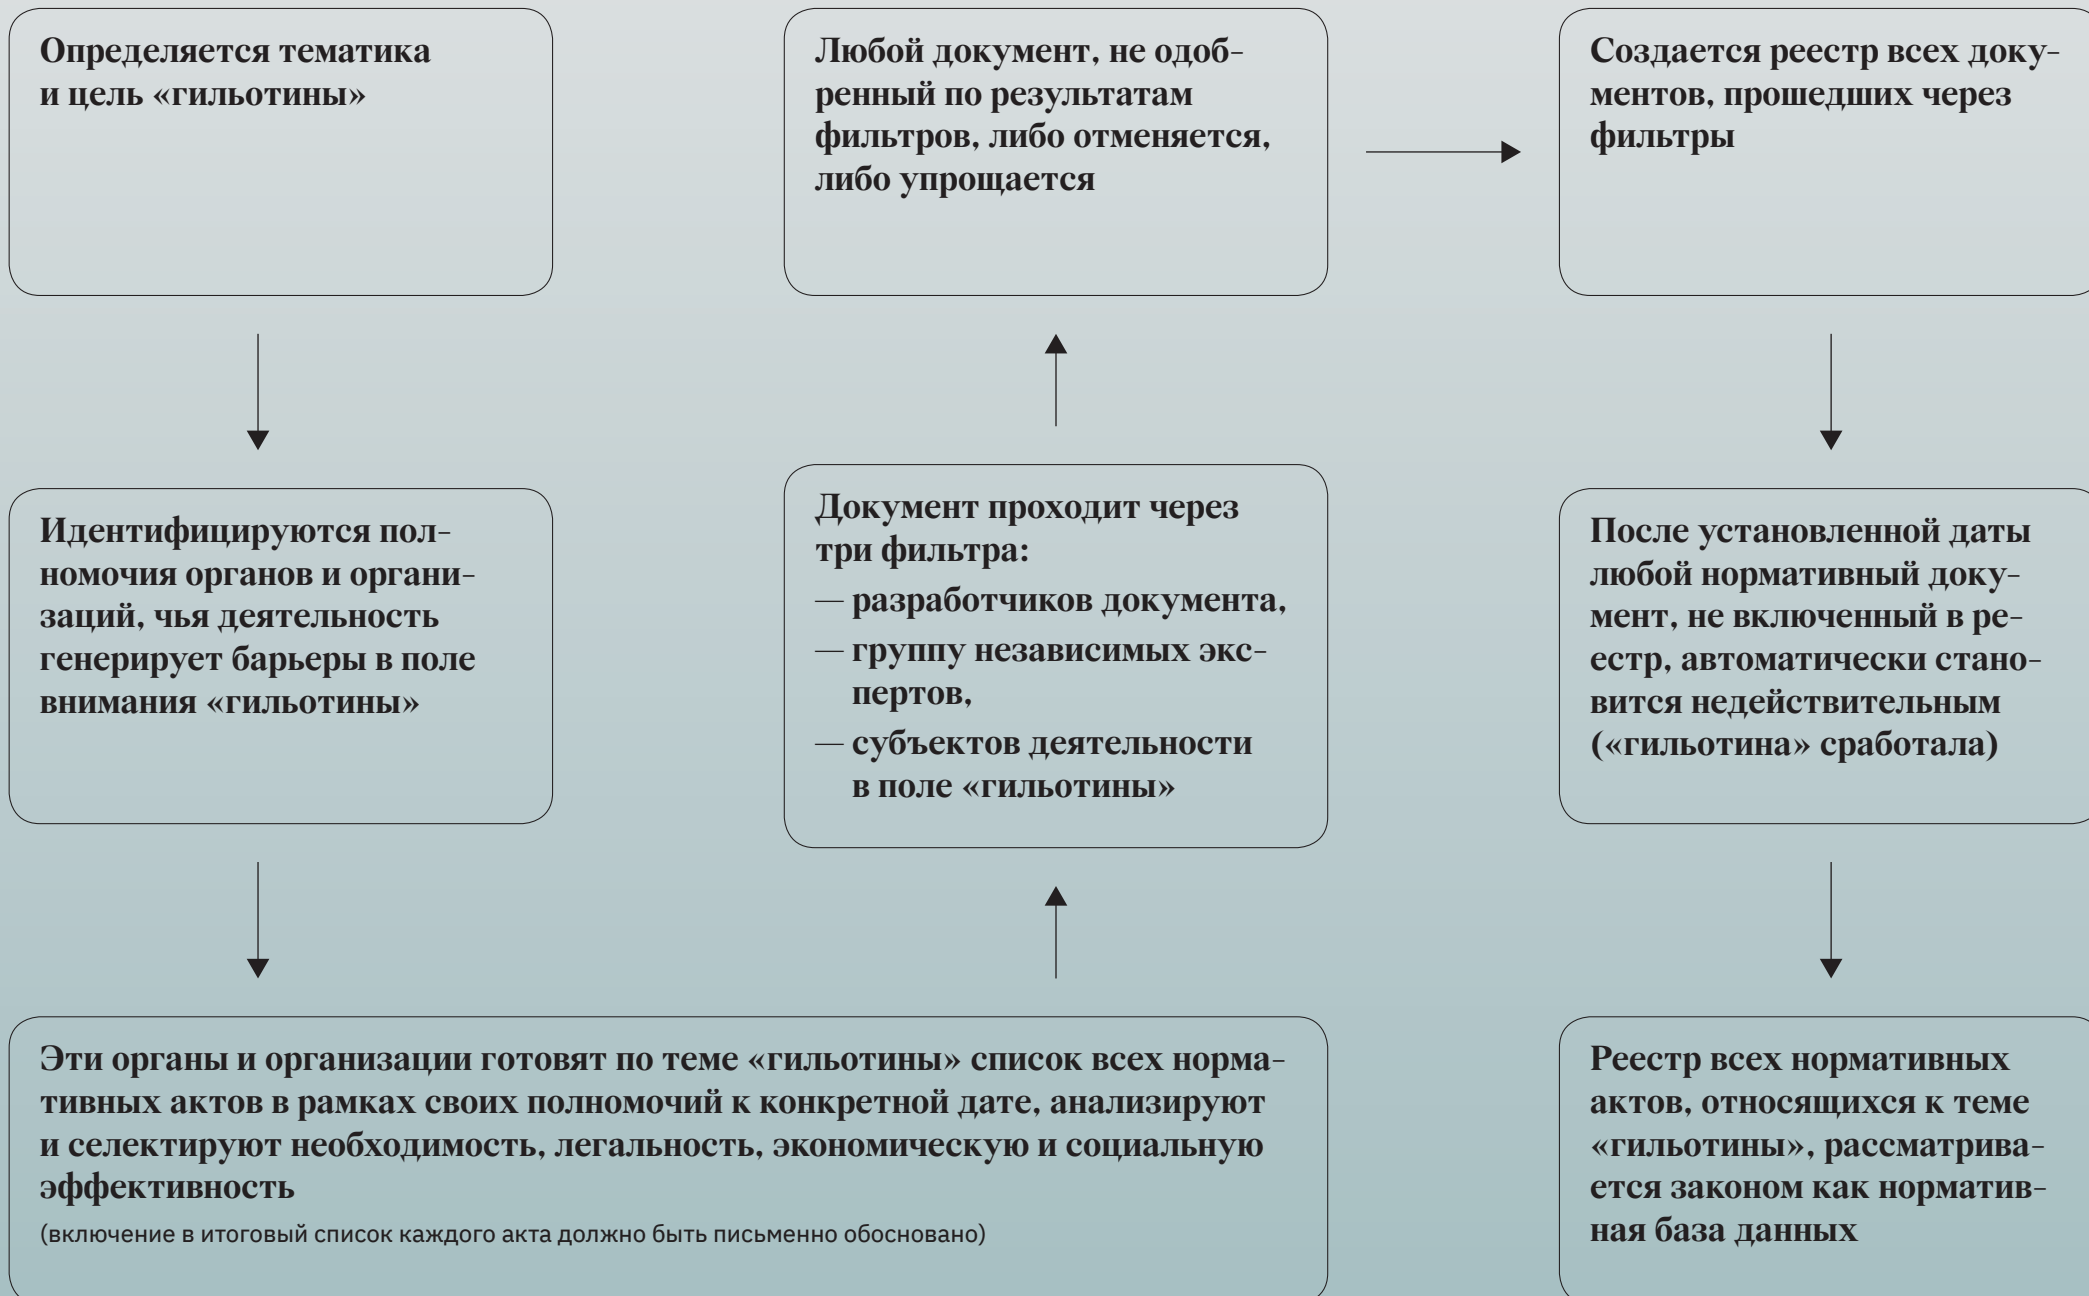 Определяется тематика
и цель «гильотины»
Идентифицируются пол-
номочия органов и органи-
заций, чья деятельность
генерирует барьеры в поле
внимания «гильотины»
Эти органы и организации готовят по теме «гильотины» список всех норма-
тивных актов в рамках своих полномочий к конкретной дате, анализируют
и селектируют необходимость, легальность, экономическую и социальную
эффективность
(включение в итоговый список каждого акта должно быть письменно обосновано)
Документ проходит через
три фильтра:
— разработчиков документа,
— группу независимых экс-
пертов,
— субъектов деятельности
в поле «гильотины»
Любой документ, не одоб-
ренный по результатам
фильтров, либо отменяется,
либо упрощается
Создается реестр всех доку-
ментов, прошедших через
фильтры
После установленной даты
любой нормативный доку-
мент, не включенный в ре-
естр, автоматически стано-
вится недействительным
(«гильотина» сработала)
Реестр всех нормативных
актов, относящихся к теме
«гильотины», рассматрива-
ется законом как норматив-
ная база данных